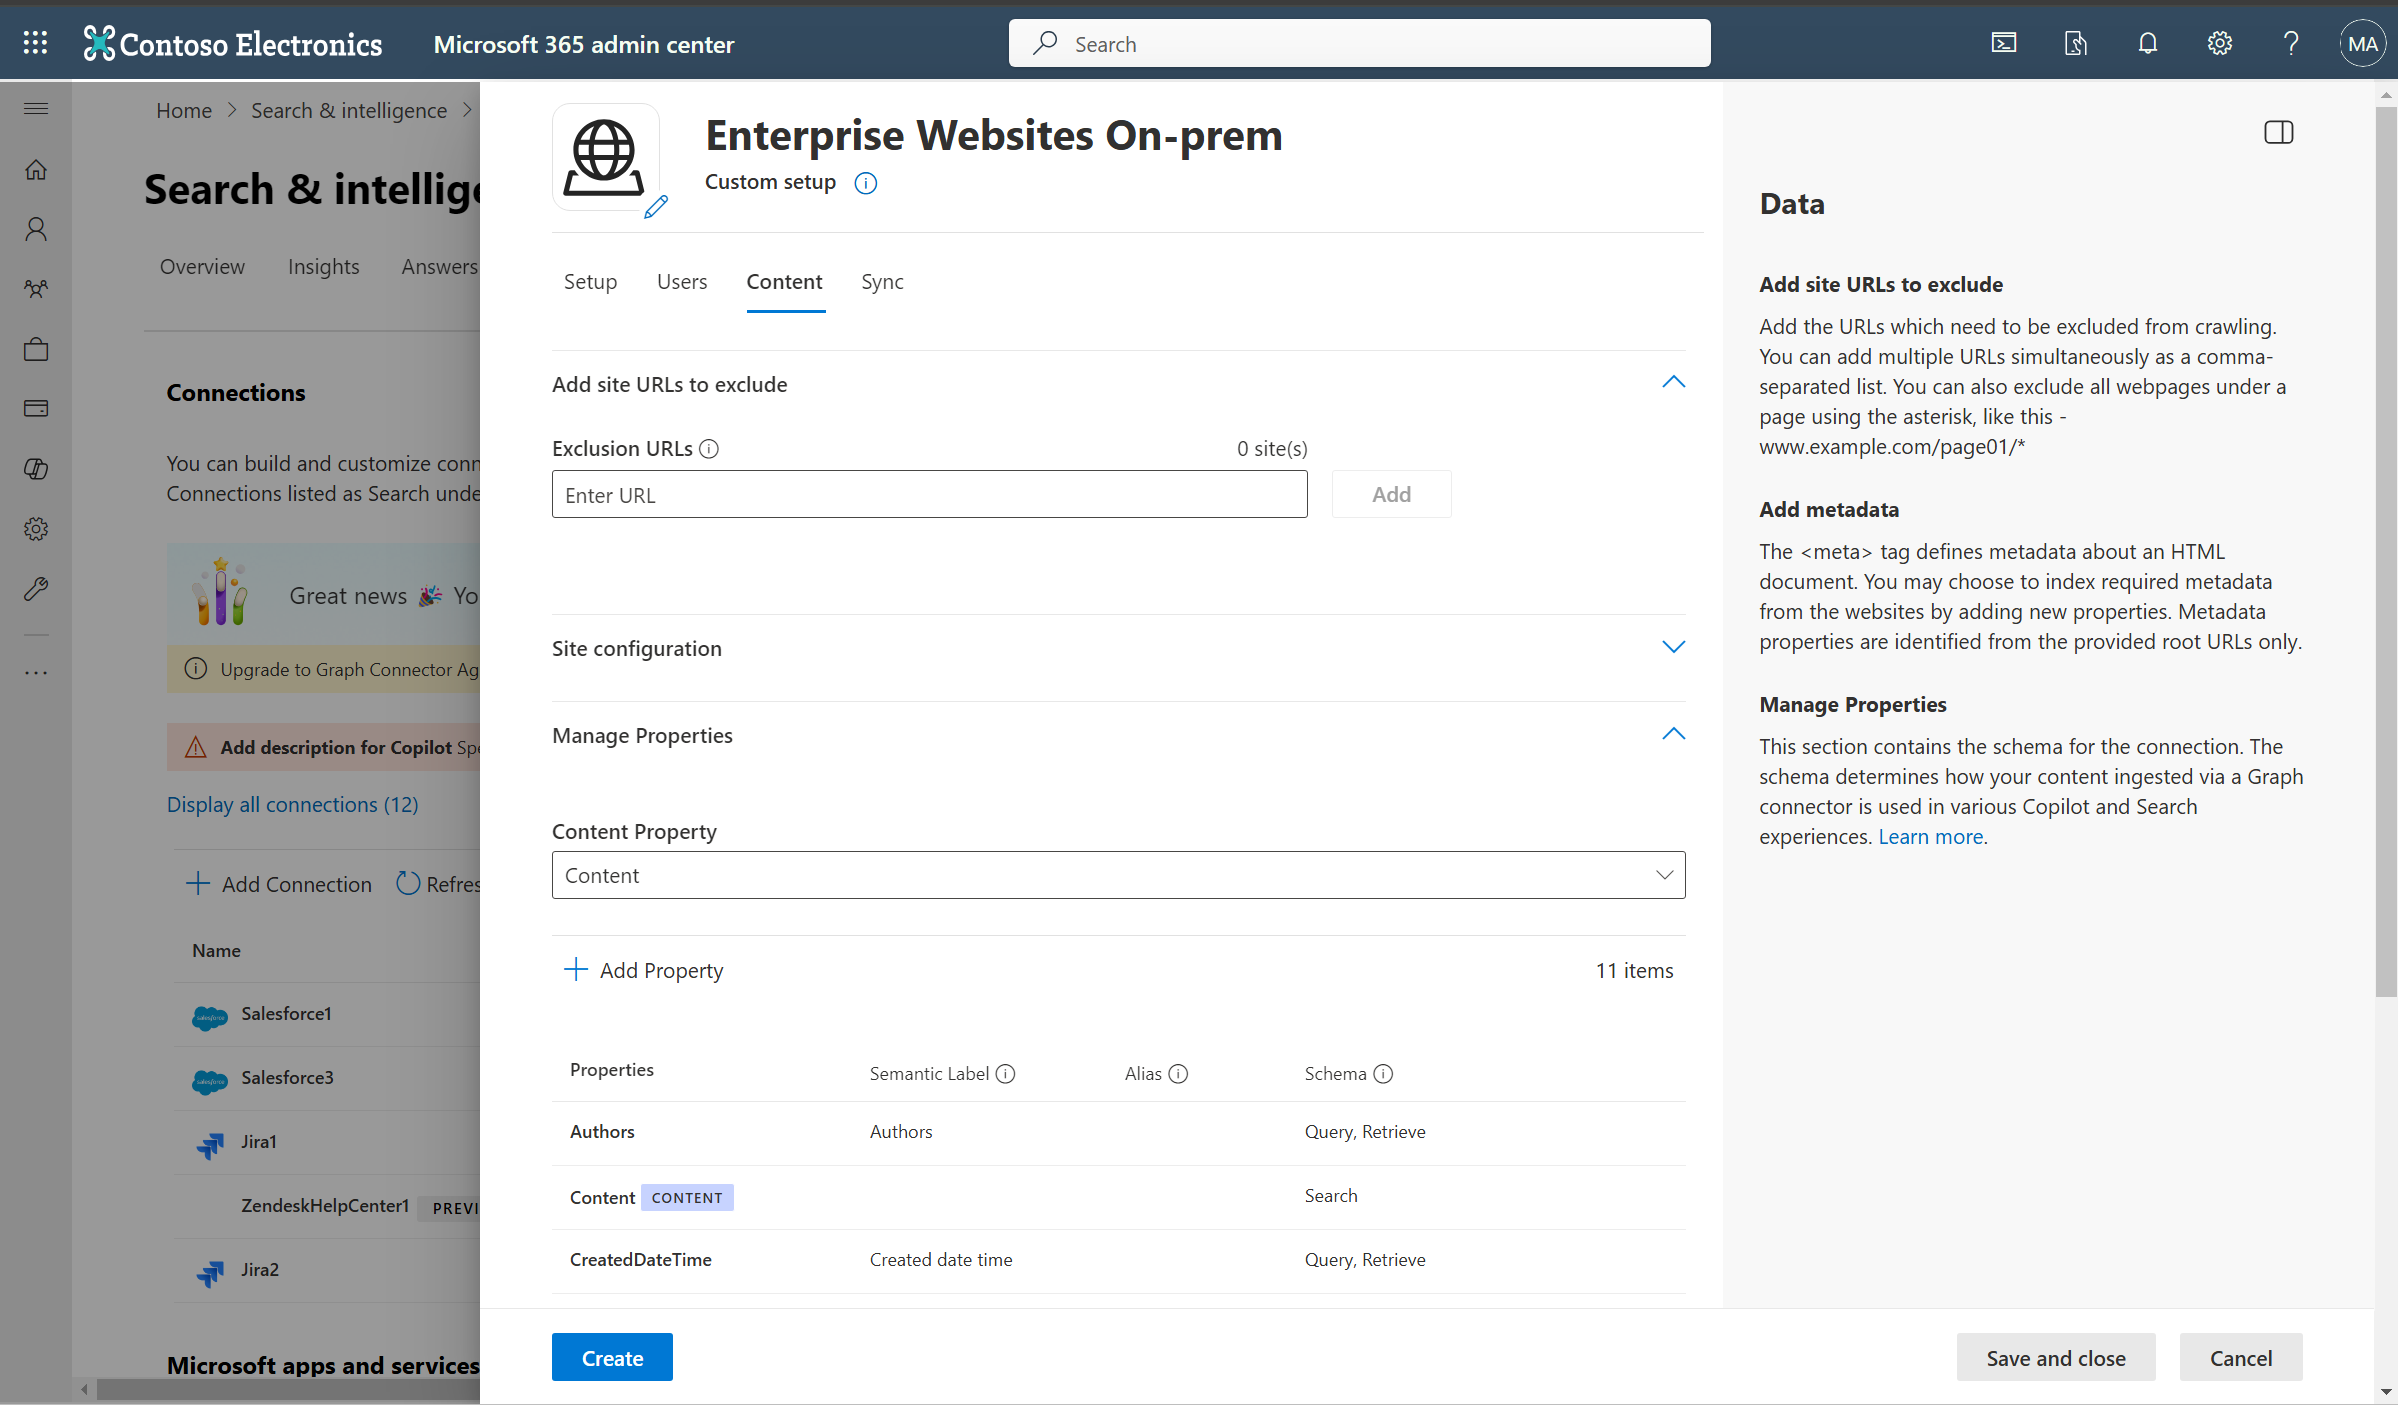 Contoso Electronics
Microsoft 365 admin center
Search
MA
Home > Search & intelligence >
Search & intellige
Overview
Insights
Answers
Connections
You can build and customize conn
Connections listed as Search unde
Great news 🎉 Yo
Upgrade to Graph Connector Ag
Add description for Copilot Spe
Display all connections (12)
Add Connection
Refres
Name
Salesforce1
Salesforce3
Jira1
ZendeskHelpCenter1 PREVI
Jira2
Microsoft apps and services
Enterprise Websites On-prem
Custom setup
Setup
Users
Content
Sync
Add site URLs to exclude
Exclusion URLs
0 site(s)
Enter URL
Add
Site configuration
Manage Properties
Content Property
Content
Add Property
11 items
Properties
Semantic Label
Alias
Schema
Authors
Authors
Query, Retrieve
Content CONTENT
Search
CreatedDateTime
Created date time
Query, Retrieve
Create
Save and close
Cancel
Data
Add site URLs to exclude
Add the URLs which need to be excluded from crawling.
You can add multiple URLs simultaneously as a comma-
separated list. You can also exclude all webpages under a
page using the asterisk, like this -
www.example.com/page01/*
Add metadata
The <meta> tag defines metadata about an HTML
document. You may choose to index required metadata
from the websites by adding new properties. Metadata
properties are identified from the provided root URLs only.
Manage Properties
This section contains the schema for the connection. The
schema determines how your content ingested via a Graph
connector is used in various Copilot and Search
experiences. Learn more.